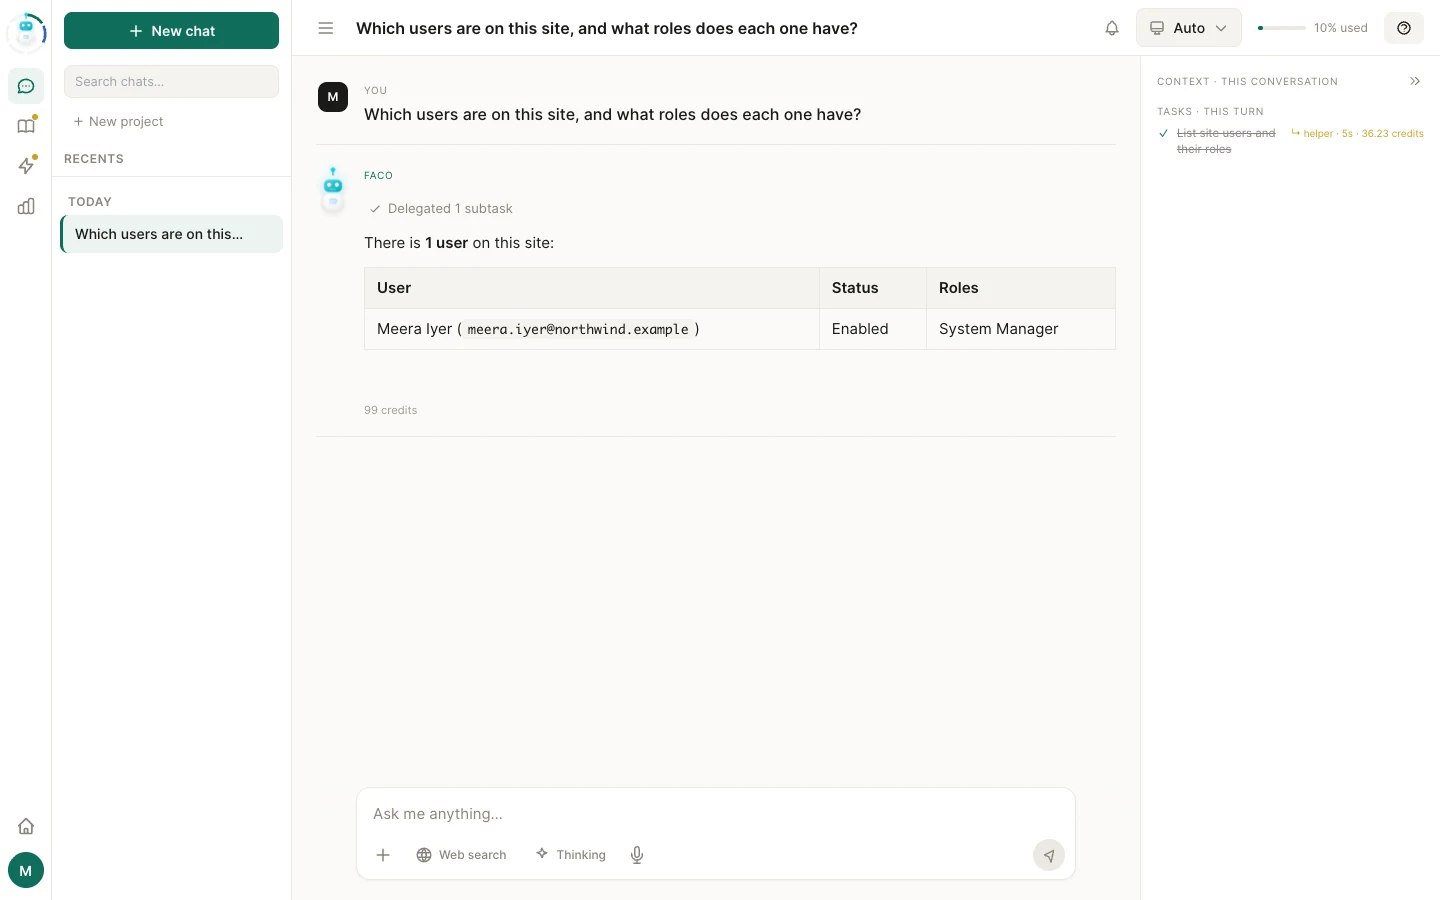 New chat
Search chats...
New project
RECENTS
TODAY
Which users are on this...
M
Which users are on this site, and what roles does each one have?
Auto
10% used
M
YOU
Which users are on this site, and what roles does each one have?
FACO
Delegated 1 subtask
There is 1 user on this site:
User Status Roles
Meera Iyer ( meera.iyer@northwind.example ) Enabled System Manager
99 credits
Ask me anything...
Web search Thinking
CONTEXT · THIS CONVERSATION
TASKS · THIS TURN
List site users and their roles
helper · 5s · 36.23 credits